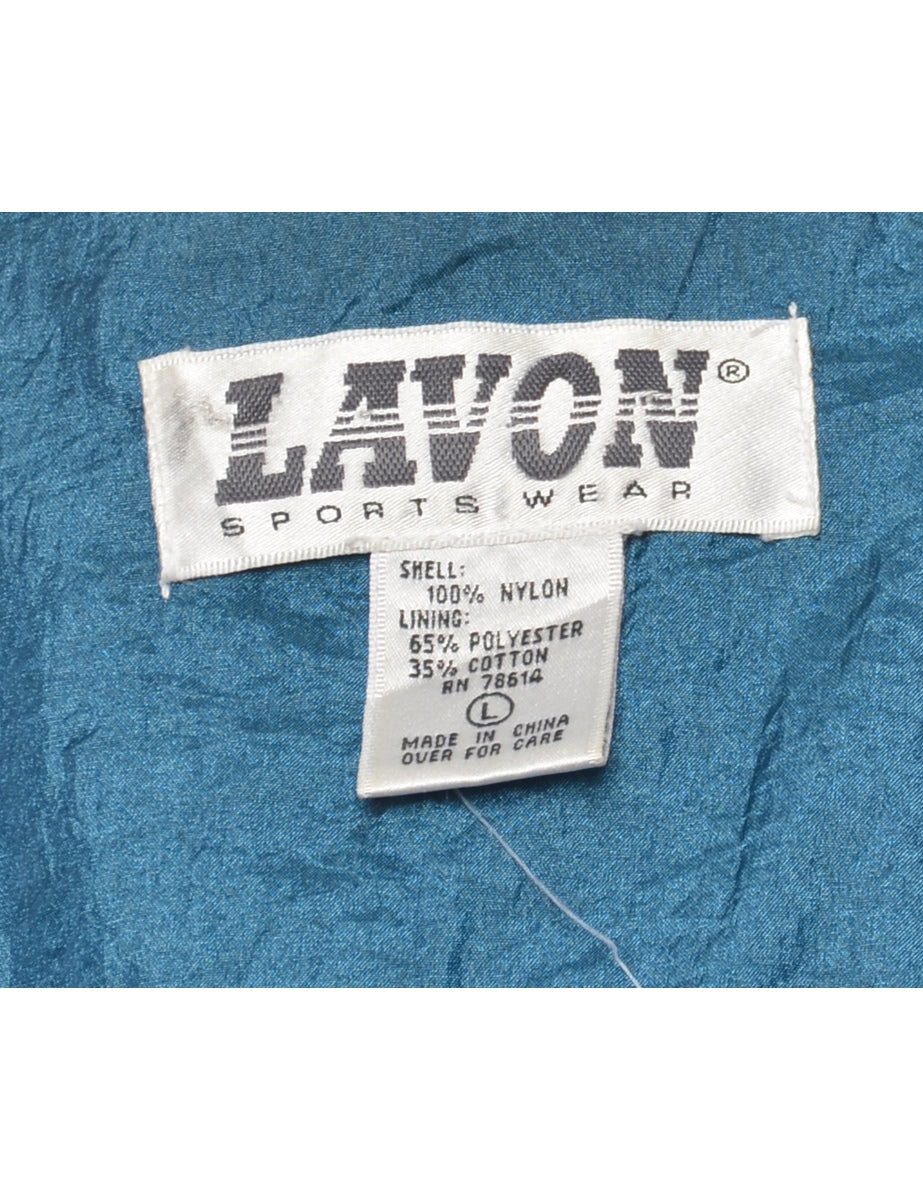 LAVON®
SPORTS WEAR
SHELL:
100% NYLON
LINING:
65% POLYESTER
35% COTTON
RN 78614
L
MADE IN CHINA
OVER FOR CARE